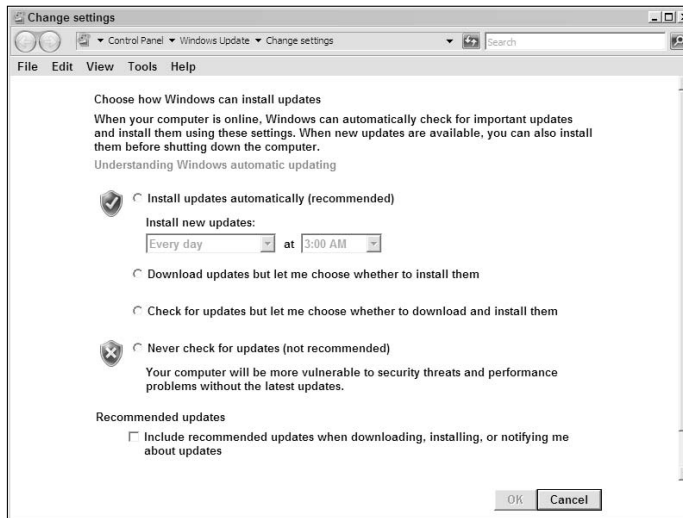 Change settings
Control Panel Windows Update Change settings Search
File Edit View Tools Help
Choose how Windows can install updates
When your computer is online, Windows can automatically check for important updates
and install them using these settings. When new updates are available, you can also install
them before shutting down the computer.
Understanding Windows automatic updating
Install updates automatically (recommended)
Install new updates:
Every day at 3:00 AM
Download updates but let me choose whether to install them
Check for updates but let me choose whether to download and install them
Never check for updates (not recommended)
Your computer will be more vulnerable to security threats and performance
problems without the latest updates.
Recommended updates
Include recommended updates when downloading, installing, or notifying me
about updates
OK Cancel